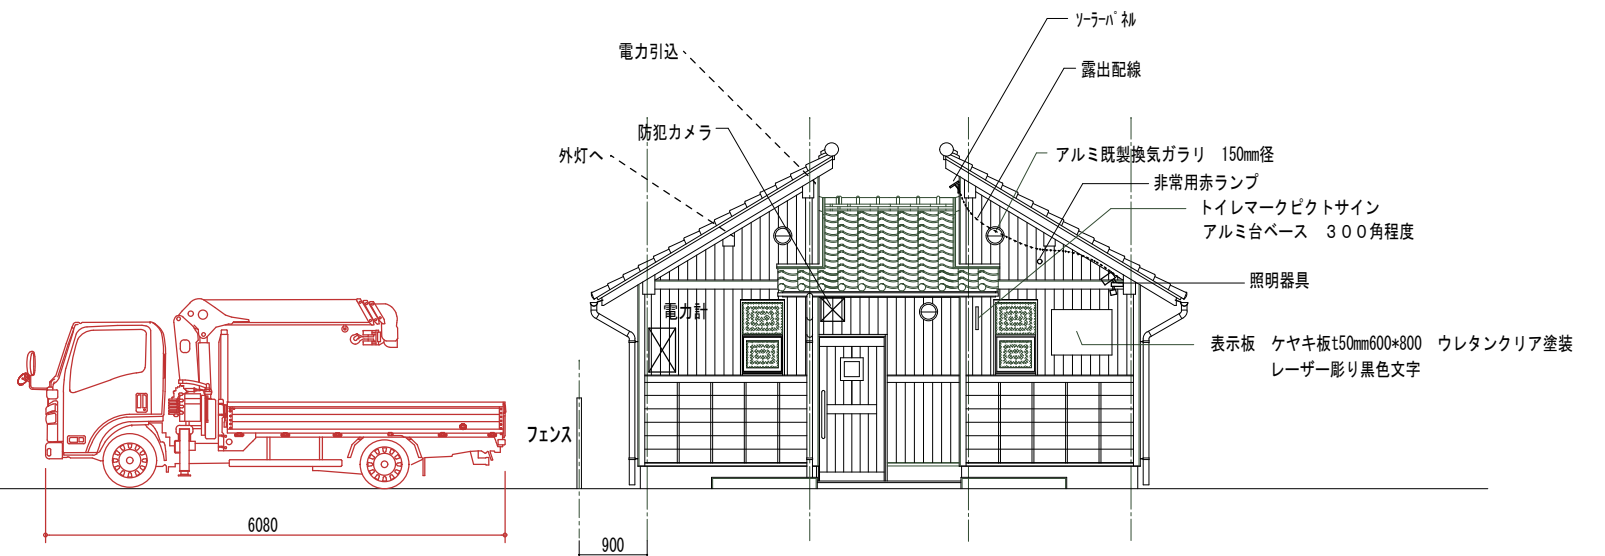 ソーラーパネル
電力引込
露出配線
防犯カメラ
外灯へ
アルミ既製換気ガラリ　150mm径
非常用赤ランプ
トイレマークピクトサイン
アルミ台ベース　３００角程度
照明器具
電力計
表示板　ケヤキ板t50mm600*800　ウレタンクリア塗装
レーザー彫り黒色文字
フェンス
6080
900